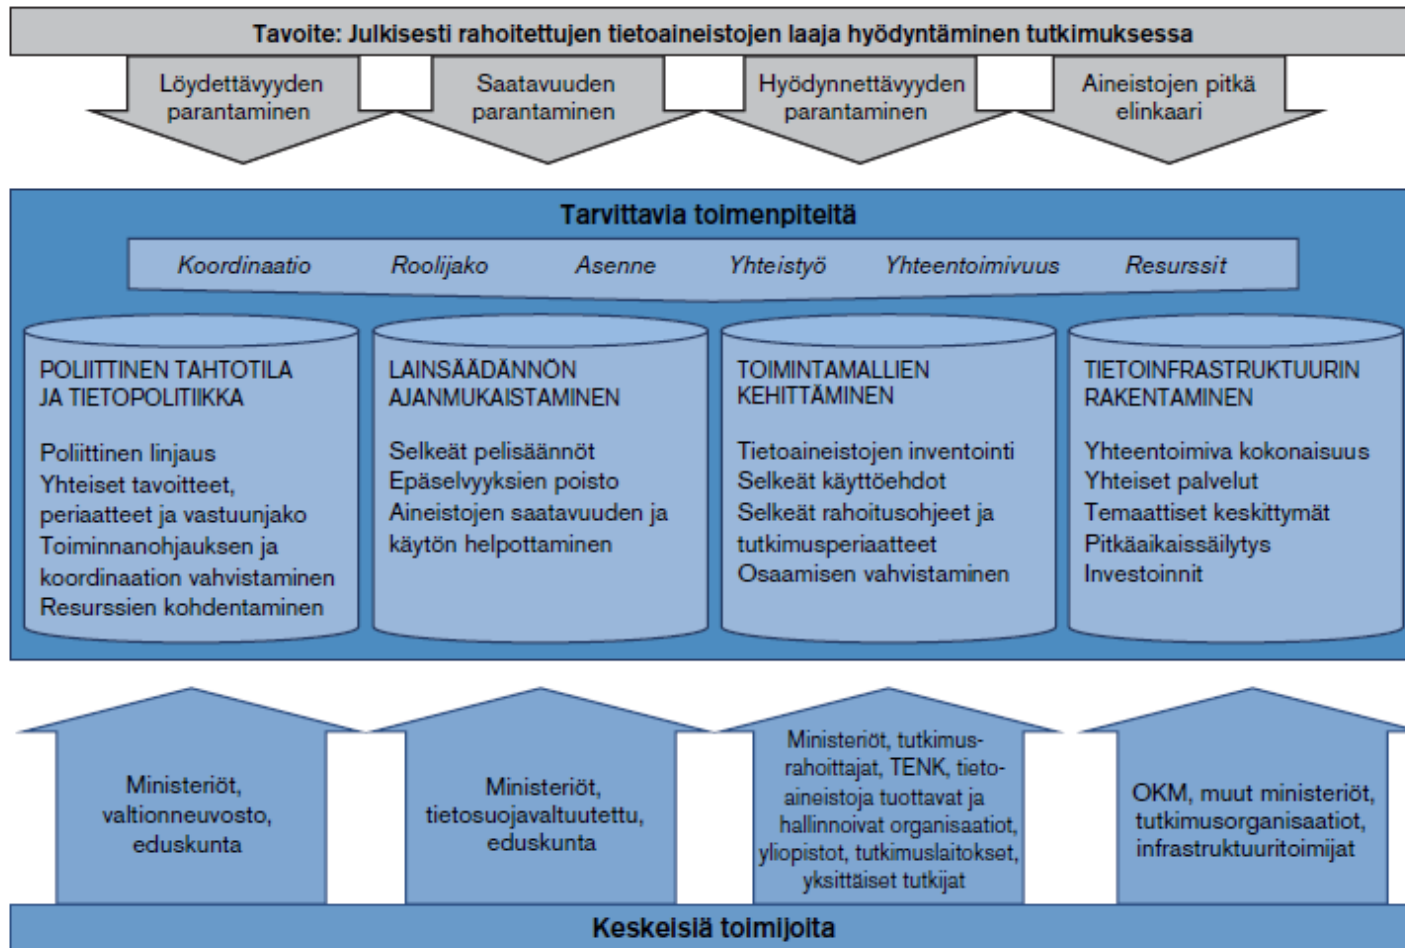 Tavoite: Julkisesti rahoitettujen tietoaineistojen laaja hyödyntäminen tutkimuksessa
Löydettävyyden
parantaminen
Saatavuuden
parantaminen
Hyödynnettävyyden
parantaminen
Aineistojen pitkä
elinkaari
Tarvittavia toimenpiteitä
Koordinaatio Roolijako Asenne Yhteistyö Yhteentoimivuus Resurssit
POLIITTINEN TAHTOTILA
JA TIETOPOLITIIKKA
Poliittinen linjaus
Yhteiset tavoitteet,
periaatteet ja vastuunjako
Toiminnanohjauksen ja
koordinaation vahvistaminen
Resurssien kohdentaminen
LAINSÄÄDÄNNÖN
AJANMUKAISTAMINEN
Selkeät pelisäännöt
Epäselvyyksien poisto
Aineistojen saatavuuden ja
käytön helpottaminen
TOIMINTAMALLIEN
KEHITTÄMINEN
Tietoaineistojen inventointi
Selkeät käyttöehdot
Selkeät rahoitusohjeet ja
tutkimusperiaatteet
Osaamisen vahvistaminen
TIETOINFRASTRUKTUURIN
RAKENTAMINEN
Yhteentoimiva kokonaisuus
Yhteiset palvelut
Temaattiset keskittymät
Pitkäaikaissäilytys
Investoinnit
Ministeriöt,
valtionneuvosto,
eduskunta
Ministeriöt,
tietosuojavaltuutettu,
eduskunta
Ministeriöt, tutkimus-
rahoittajat, TENK, tieto-
aineistoja tuottavat ja
hallinnoivat organisaatiot,
yliopistot, tutkimuslaitokset,
yksittäiset tutkijat
OKM, muut ministeriöt,
tutkimusorganisaatiot,
infrastruktuuritoimijat
Keskeisiä toimijoita